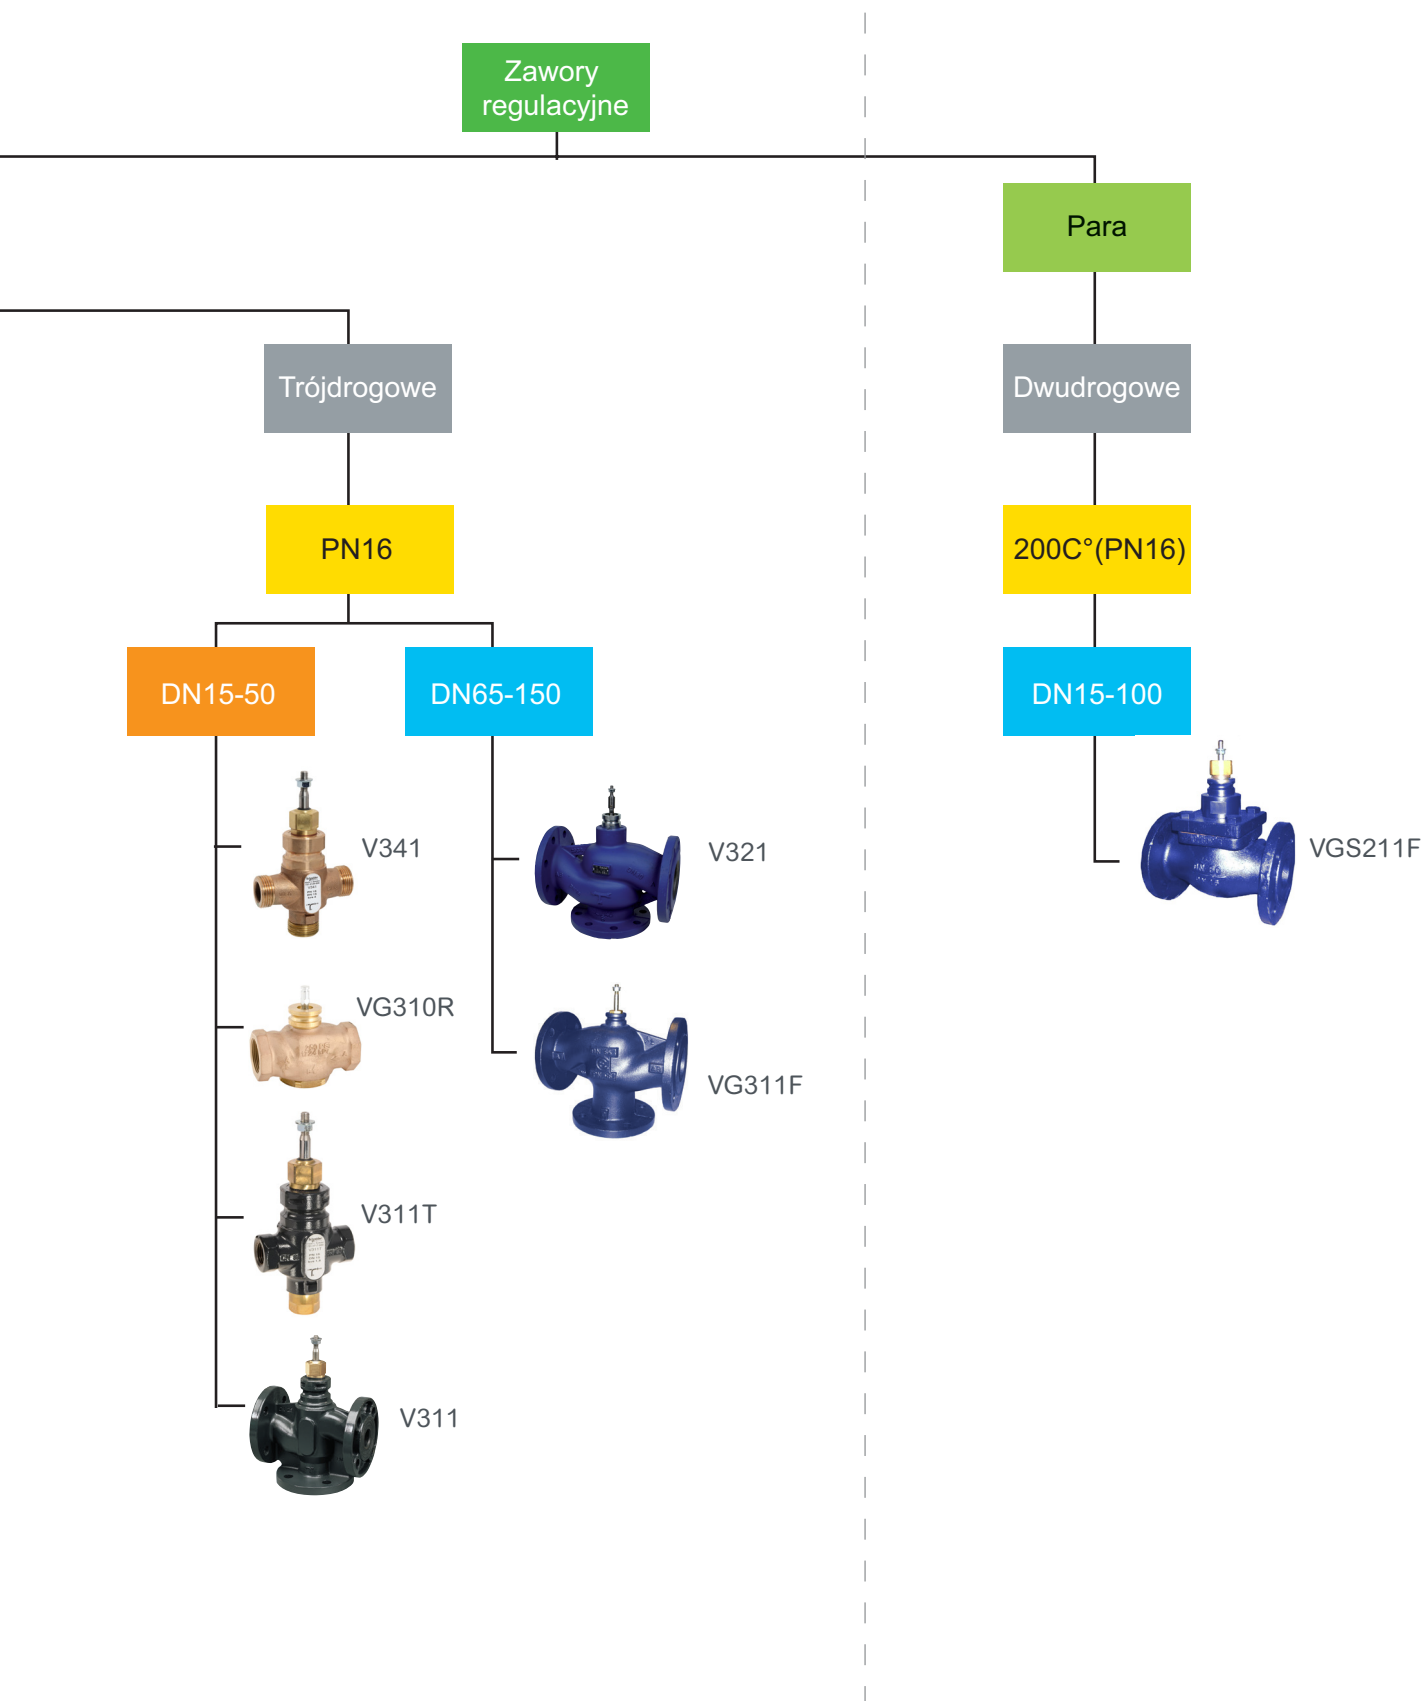 Zawory
regulacyjne
Para
Trójdrogowe
Dwudrogowe
PN16
200C°(PN16)
DN15-50
DN65-150
DN15-100
V341
V321
VGS211F
VG310R
VG311F
V311T
V311